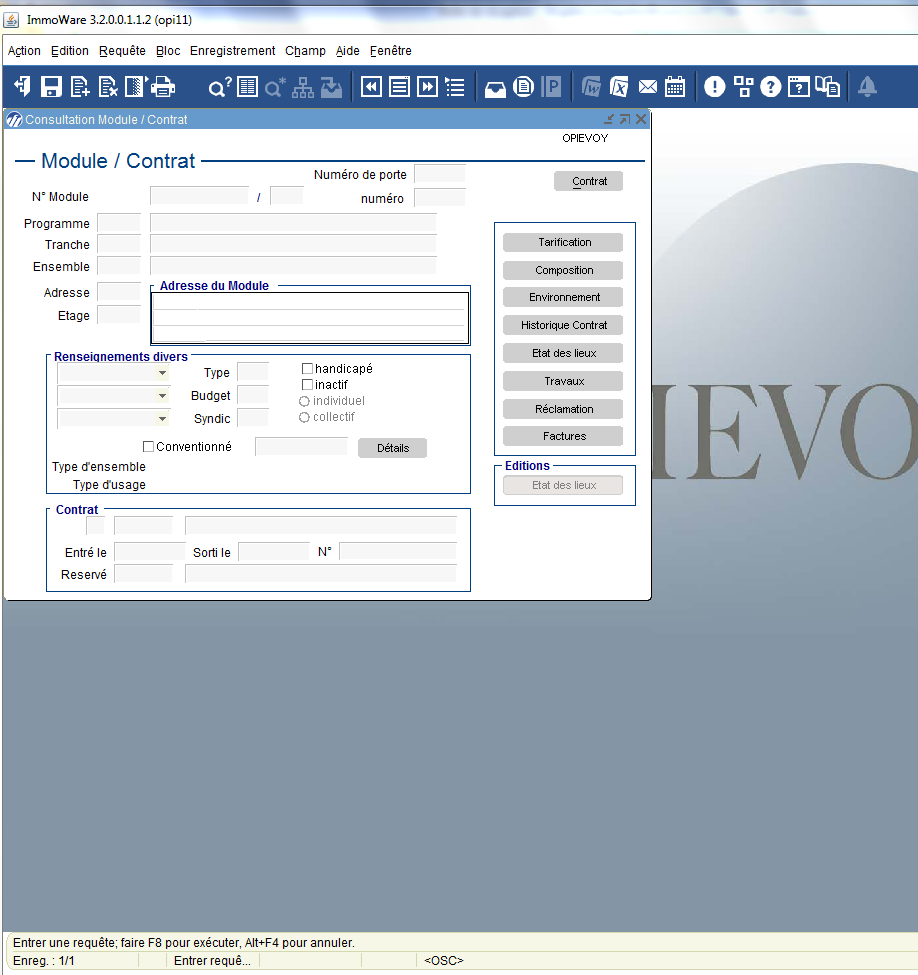 ImmoWare 3.2.0.0.1.1.2 (opi11)
Action Edition Requête Bloc Enregistrement Champ Aide Fenêtre
Consultation Module / Contrat
OPIEVOY
Module / Contrat
Numéro de porte
Contrat
N° Module /
numéro
Programme
Tranche
Ensemble
Adresse
Etage
Adresse du Module
Tarification
Composition
Environnement
Historique Contrat
Etat des lieux
Travaux
Réclamation
Factures
Renseignements divers
Type
handicapé
inactif
Budget
individuel
Syndic
collectif
Conventionné
Détails
Type d'ensemble
Type d'usage
Editions
Etat des lieux
Contrat
Entré le Sorti le N°
Reservé
IEVO
Entrer une requête; faire F8 pour exécuter, Alt+F4 pour annuler.
Enreg. : 1/1 Entrer requê... <OSC>